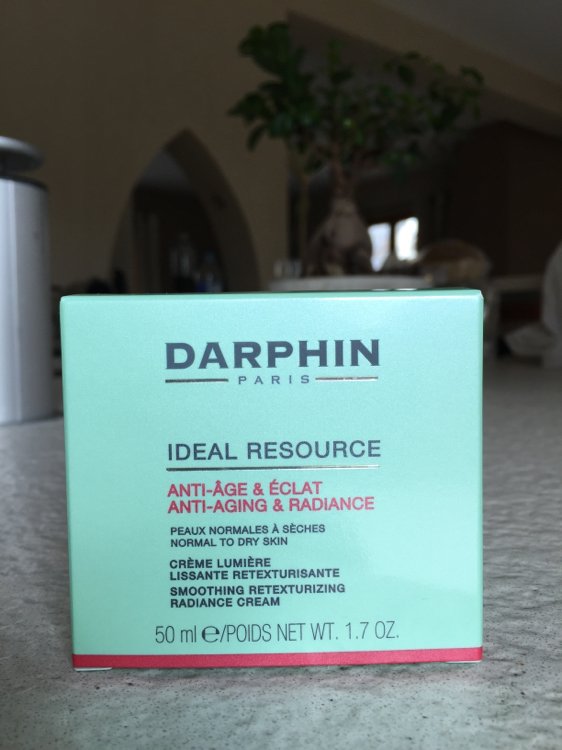 DARPHIN
PARIS
IDEAL RESOURCE
ANTI-ÂGE & ÉCLAT
ANTI-AGING & RADIANCE
PEAUX NORMALES À SÈCHES
NORMAL TO DRY SKIN
CRÈME LUMIÈRE
LISSANTE RETEXTURISANTE
SMOOTHING RETEXTURIZING
RADIANCE CREAM
50 ml ℮/POIDS NET WT. 1.7 OZ.